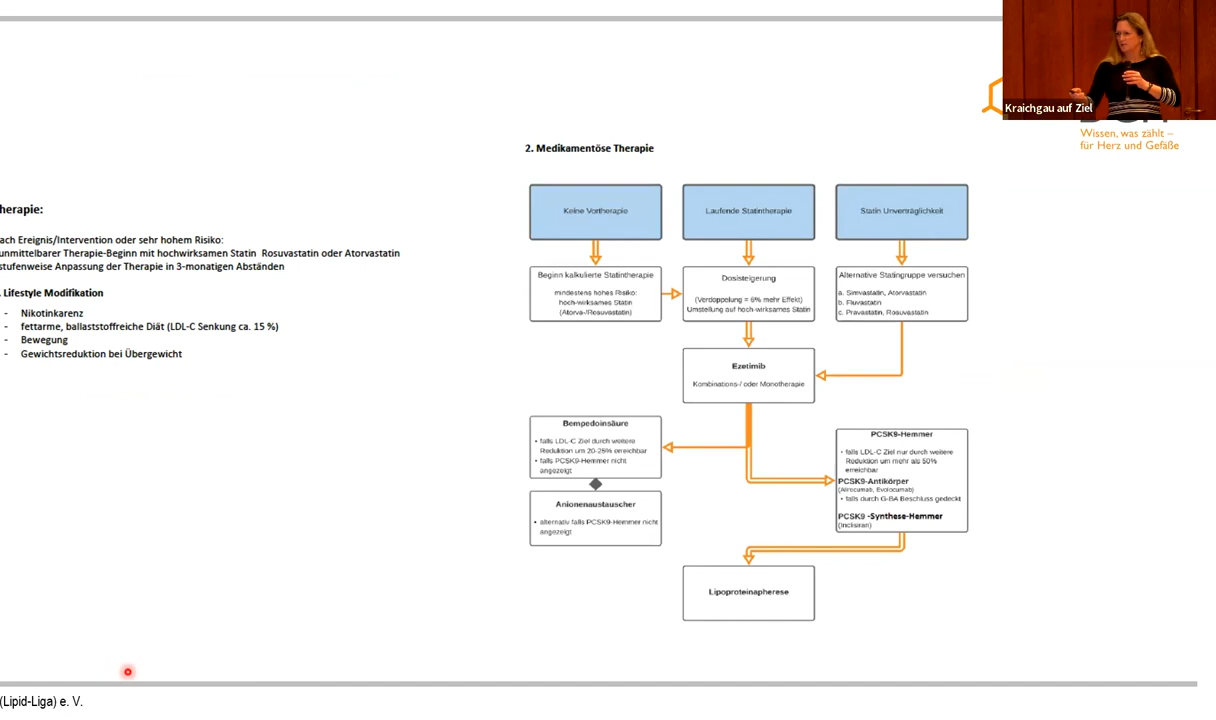 Kraichgau auf Ziel
Wissen, was zählt –
für Herz und Gefäße
herapie:
ach Ereignis/Intervention oder sehr hohem Risiko:
unmittelbarer Therapie-Beginn mit hochwirksamen Statin Rosuvastatin oder Atorvastatin
stufenweise Anpassung der Therapie in 3-monatigen Abständen
. Lifestyle Modifikation
- Nikotinkarenz
- fettarme, ballaststoffreiche Diät (LDL-C Senkung ca. 15 %)
- Bewegung
- Gewichtsreduktion bei Übergewicht
2. Medikamentöse Therapie
Keine Vortherapie
Laufende Statintherapie
Statin Unverträglichkeit
Beginn kalkulierte Statintherapie
mindestens hohes Risiko:
hoch-wirksames Statin
(Atorva-/Rosuvastatin)
Dosisteigerung
(Verdoppelung = 6% mehr Effekt)
Umstellung auf hoch-wirksames Statin
Alternative Statingruppe versuchen
a. Simvastatin, Atorvastatin
b. Fluvastatin
c. Pravastatin, Rosuvastatin
Ezetimib
Kombinations-/ oder Monotherapie
Bempedoinsäure
• falls LDL-C Ziel durch weitere
Reduktion um 20-25% erreichbar
• falls PCSK9-Hemmer nicht
angezeigt
Anionenaustauscher
• alternativ falls PCSK9-Hemmer nicht
angezeigt
PCSK9-Hemmer
• falls LDL-C Ziel nur durch weitere
Reduktion um mehr als 50%
erreichbar
PCSK9-Antikörper
(Alirocumab, Evolocumab)
• falls durch G-BA Beschluss gedeckt
PCSK9 -Synthese-Hemmer
(Inclisiran)
Lipoproteinapherese
(Lipid-Liga) e. V.